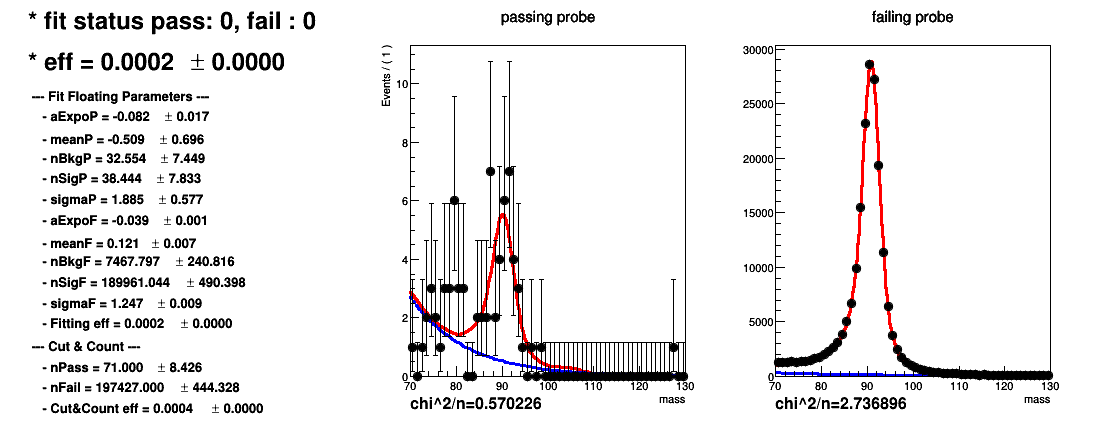 * fit status pass: 0, fail : 0
* eff = 0.0002 ± 0.0000
--- Fit Floating Parameters ---
- aExpoP = -0.082 ± 0.017
- meanP = -0.509 ± 0.696
- nBkgP = 32.554 ± 7.449
- nSigP = 38.444 ± 7.833
- sigmaP = 1.885 ± 0.577
- aExpoF = -0.039 ± 0.001
- meanF = 0.121 ± 0.007
- nBkgF = 7467.797 ± 240.816
- nSigF = 189961.044 ± 490.398
- sigmaF = 1.247 ± 0.009
- Fitting eff = 0.0002 ± 0.0000
--- Cut & Count ---
- nPass = 71.000 ± 8.426
- nFail = 197427.000 ± 444.328
- Cut&Count eff = 0.0004 ± 0.0000
passing probe
Events / ( 1 )
10
8
6
4
2
0
70 80 90 100 110 120 130
mass
chi^2/n=0.570226
failing probe
30000
25000
20000
15000
10000
5000
0
70 80 90 100 110 120 130
mass
chi^2/n=2.736896